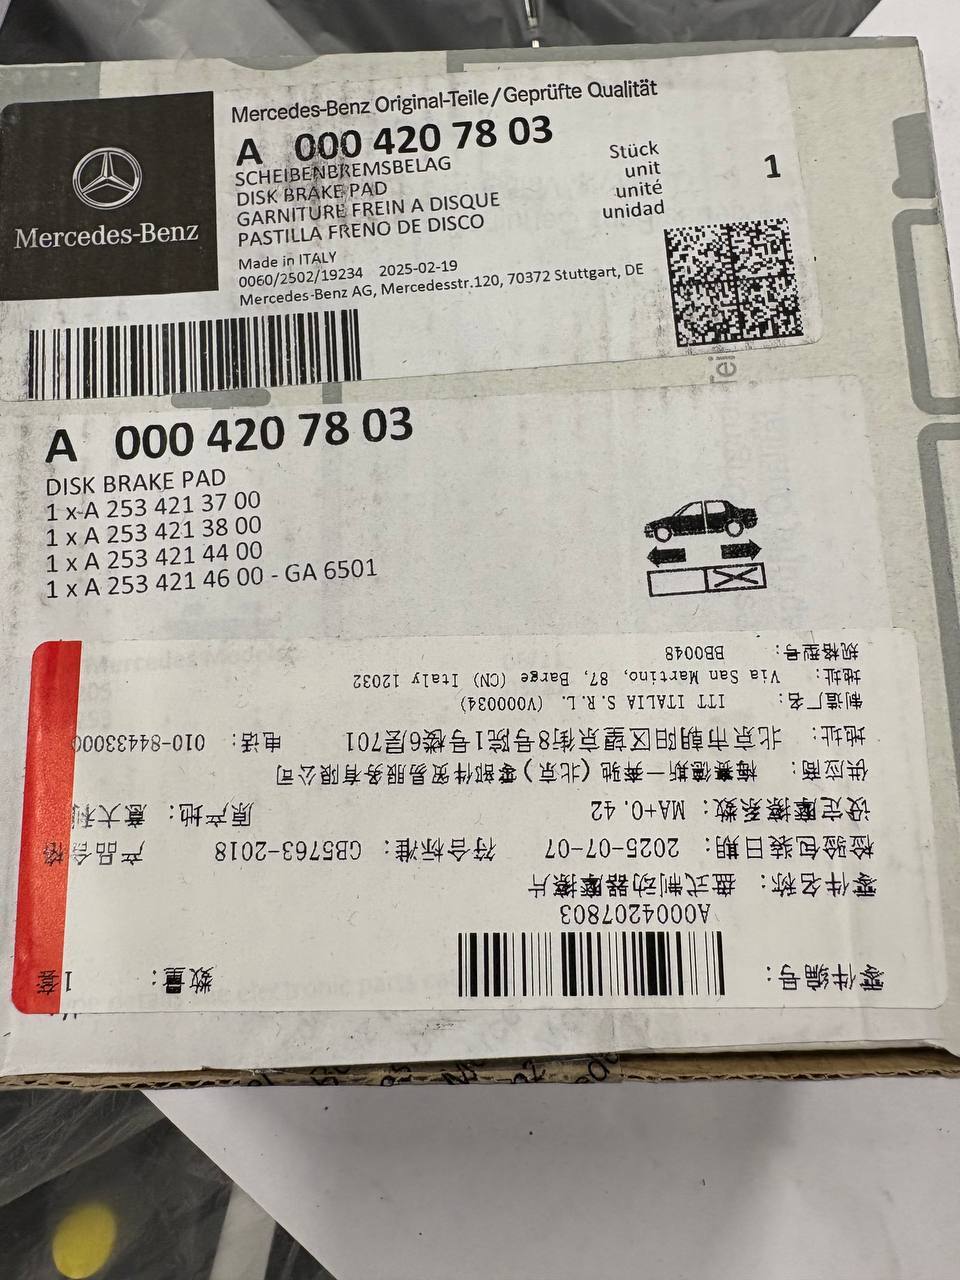 Mercedes-Benz
Mercedes-Benz Original-Teile/Geprüfte Qualität
A 000 420 78 03
SCHEIBENBREMSBELAG
DISK BRAKE PAD
GARNITURE FREIN A DISQUE
PASTILLA FRENO DE DISCO
Stück
unit
unité
unidad
1
Made in ITALY
0060/2502/19234 2025-02-19
Mercedes-Benz AG, Mercedesstr.120, 70372 Stuttgart, DE
A 000 420 78 03
DISK BRAKE PAD
1 x A 253 421 37 00
1 x A 253 421 38 00
1 x A 253 421 44 00
1 x A 253 421 46 00 - GA 6501
零件编号: 数量: 1套
A0004207803
零件名称: 盘式制动器摩擦片
检验包装日期: 2025-07-07 符合标准: GB5763-2018 产品合格
设定摩擦系数: MA+0.42 原产地: 意大利
供应商: 梅赛德斯一奔驰(北京)零部件贸易服务有限公司
地址: 北京市朝阳区望京街8号院1号楼6层701 电话: 010-84433000
制造厂名: ITT ITALIA S.R.L. (V000034)
地址: Via San Martino, 87, Barge (CN) Italy 12032
规格型号: BB0048